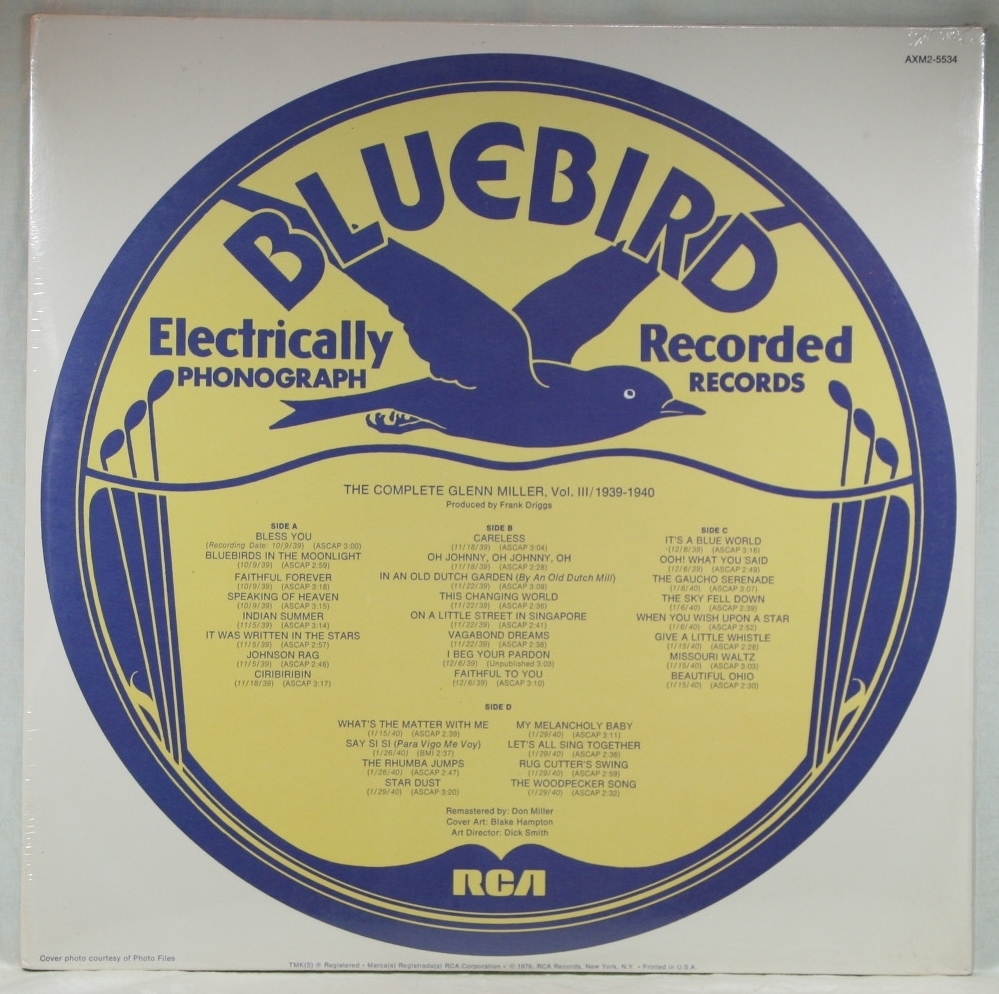 AXM2-5534
BLUEBIRD
Electrically Recorded
PHONOGRAPH RECORDS
THE COMPLETE GLENN MILLER, Vol. III/1939-1940
Produced by Frank Driggs
SIDE A
BLESS YOU
(Recording Date: 10/9/39) (ASCAP 3:00)
BLUEBIRDS IN THE MOONLIGHT
(10/9/39) (ASCAP 2:59)
FAITHFUL FOREVER
(10/9/39) (ASCAP 3:18)
SPEAKING OF HEAVEN
(10/9/39) (ASCAP 3:15)
INDIAN SUMMER
(11/5/39) (ASCAP 3:14)
IT WAS WRITTEN IN THE STARS
(11/5/39) (ASCAP 2:57)
JOHNSON RAG
(11/5/39) (ASCAP 2:46)
CIRIBIRIBIN
(11/18/39) (ASCAP 3:17)
SIDE B
CARELESS
(11/18/39) (ASCAP 3:04)
OH JOHNNY, OH JOHNNY, OH
(11/18/39) (ASCAP 2:28)
IN AN OLD DUTCH GARDEN (By An Old Dutch Mill)
(11/22/39) (ASCAP 3:09)
THIS CHANGING WORLD
(11/22/39) (ASCAP 2:36)
ON A LITTLE STREET IN SINGAPORE
(11/22/39) (ASCAP 2:41)
VAGABOND DREAMS
(11/22/39) (ASCAP 2:38)
I BEG YOUR PARDON
(12/6/39) (Unpublished 3:03)
FAITHFUL TO YOU
(12/6/39) (ASCAP 3:10)
SIDE C
IT'S A BLUE WORLD
(12/6/39) (ASCAP 3:16)
OOH! WHAT YOU SAID
(12/6/39) (ASCAP 2:49)
THE GAUCHO SERENADE
(1/6/40) (ASCAP 3:07)
THE SKY FELL DOWN
(1/6/40) (ASCAP 2:39)
WHEN YOU WISH UPON A STAR
(1/6/40) (ASCAP 2:52)
GIVE A LITTLE WHISTLE
(1/15/40) (ASCAP 2:28)
MISSOURI WALTZ
(1/15/40) (ASCAP 3:03)
BEAUTIFUL OHIO
(1/15/40) (ASCAP 2:30)
SIDE D
WHAT'S THE MATTER WITH ME
(1/15/40) (ASCAP 2:39)
SAY SI SI (Para Vigo Me Voy)
(1/26/40) (BMI 2:37)
THE RHUMBA JUMPS
(1/26/40) (ASCAP 2:47)
STAR DUST
(1/29/40) (ASCAP 3:20)
MY MELANCHOLY BABY
(1/29/40) (ASCAP 3:11)
LET'S ALL SING TOGETHER
(1/29/40) (ASCAP 2:36)
RUG CUTTER'S SWING
(1/29/40) (ASCAP 2:59)
THE WOODPECKER SONG
(1/29/40) (ASCAP 2:32)
Remastered by: Don Miller
Cover Art: Blake Hampton
Art Director: Dick Smith
RCA
Cover photo courtesy of Photo Files
TMK(S) ® Registered • Marca(s) Registrada(s) RCA Corporation • © 1976, RCA Records, New York, N.Y. • Printed in U.S.A.